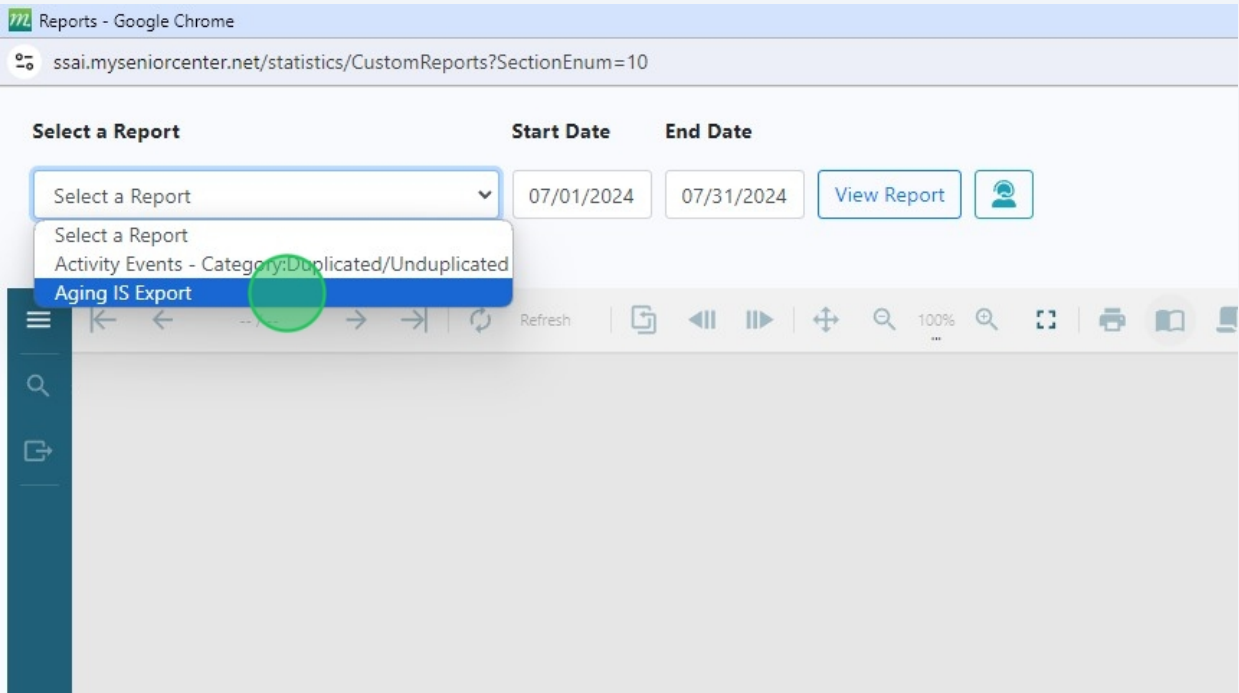 Reports - Google Chrome
ssai.myseniorcenter.net/statistics/CustomReports?SectionEnum=10
Select a Report Start Date End Date
Select a Report 07/01/2024 07/31/2024 View Report
Select a Report
Activity Events - Category:Duplicated/Unduplicated
Aging IS Export
-- / -- Refresh 100%
...